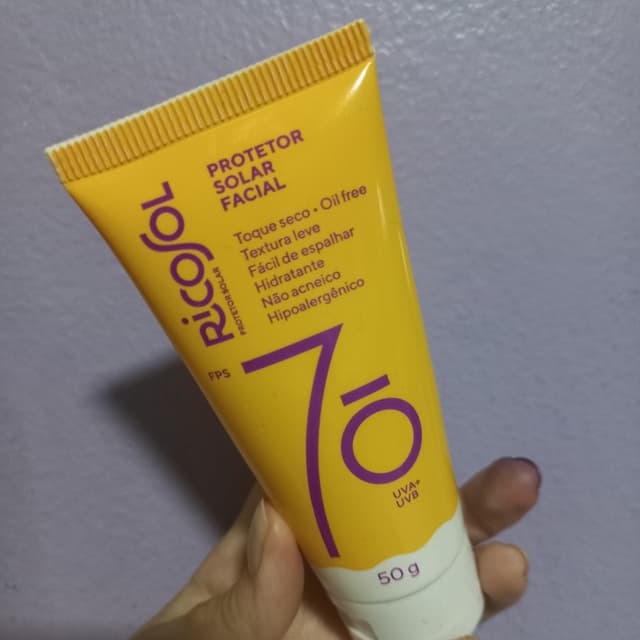 PROTETOR
SOLAR
FACIAL
Toque seco • Oil free
Textura leve
Fácil de espalhar
Hidratante
Não acneico
Hipoalergênico
RicoSOL
PROTETOR SOLAR
FPS
70
UVA+
UVB
50 g